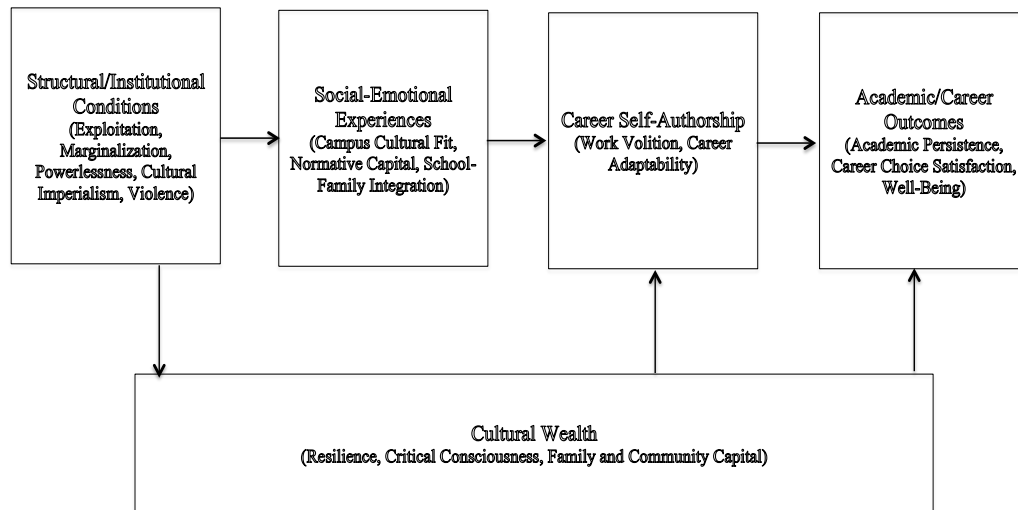 Structural/Institutional
Conditions
(Exploitation,
Marginalization,
Powerlessness, Cultural
Imperialism, Violence)
Social-Emotional
Experiences
(Campus Cultural Fit,
Normative Capital, School-
Family Integration)
Career Self-Authorship
(Work Volition, Career
Adaptability)
Academic/Career
Outcomes
(Academic Persistence,
Career Choice Satisfaction,
Well-Being)
Cultural Wealth
(Resilience, Critical Consciousness, Family and Community Capital)